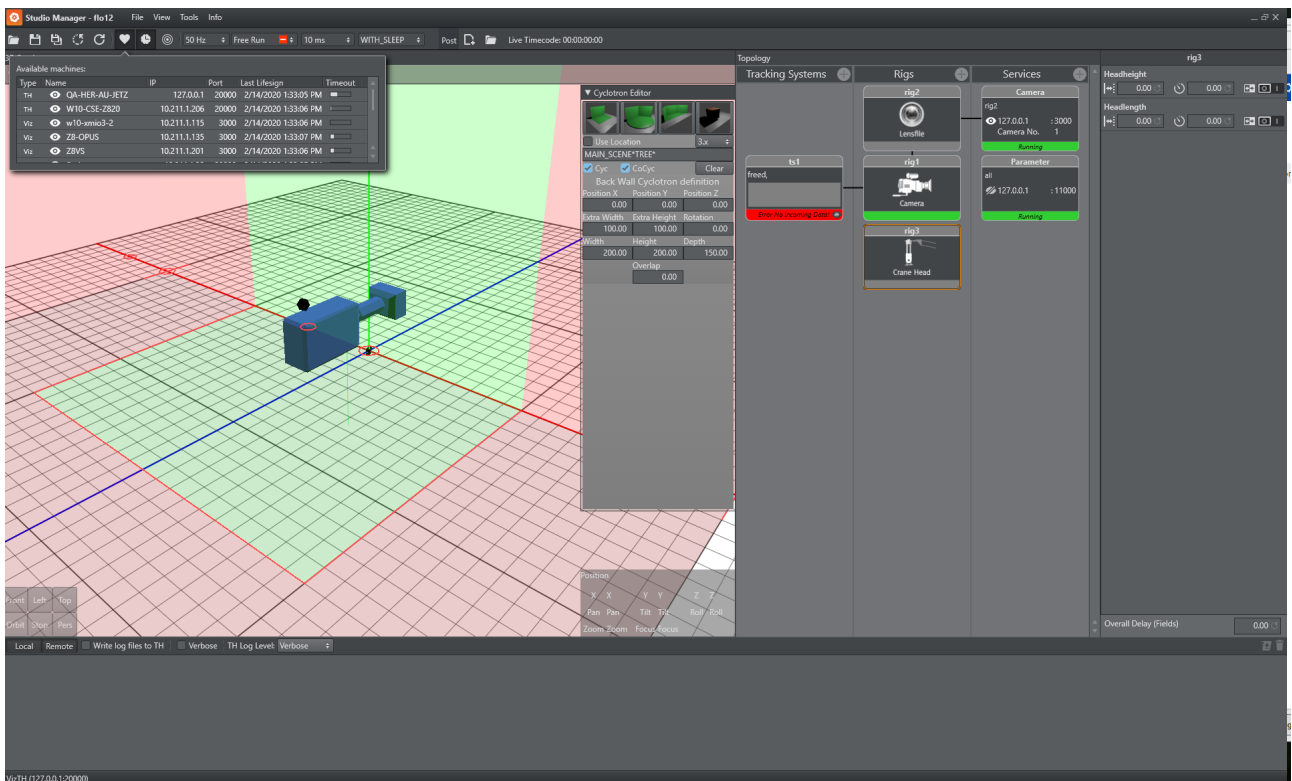 Studio Manager - flo12 File View Tools Info
50 Hz Free Run 10 ms WITH_SLEEP Post Live Timecode: 00:00:00:00
Available machines:
Type Name IP Port Last Lifesign Timeout
TH QA-HER-AU-JETZ 127.0.0.1 20000 2/14/2020 1:33:05 PM
TH W10-CSE-Z820 10.211.1.206 20000 2/14/2020 1:33:06 PM
Viz w10-xmio3-2 10.211.1.115 3000 2/14/2020 1:33:06 PM
Viz Z8-OPUS 10.211.1.135 3000 2/14/2020 1:33:07 PM
Viz Z8VS 10.211.1.201 3000 2/14/2020 1:33:06 PM
Cyclotron Editor
Use Location 3.x
MAIN_SCENE*TREE*
Cyc CoCyc Clear
Back Wall Cyclotron definition
Position X Position Y Position Z
0.00 0.00 0.00
Extra Width Extra Height Rotation
100.00 100.00 0.00
Width Height Depth
200.00 200.00 150.00
Overlap
0.00
Position
X X Y Y Z Z
Pan Pan Tilt Tilt Roll Roll
Zoom Zoom Focus Focus
Front Left Top
Orbit Stop Pers
Topology
Tracking Systems Rigs Services
ts1
freed,
Error No incoming Data!
rig2
Lensfile
rig1
Camera
rig3
Crane Head
Camera
rig2
127.0.0.1 :3000
Camera No. 1
Running
Parameter
all
127.0.0.1 :11000
Running
rig3
Headheight
0.00 0.00
Headlength
0.00 0.00
Overall Delay (Fields) 0.00
Local Remote Write log files to TH Verbose TH Log Level: Verbose
VizTH (127.0.0.1:20000)